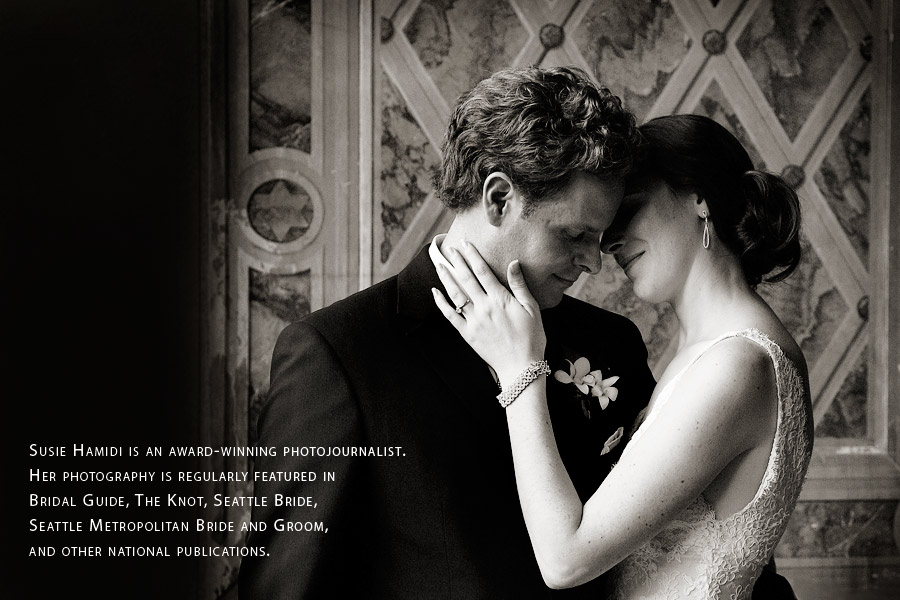 Susie Hamidi is an award-winning photojournalist.
Her photography is regularly featured in
Bridal Guide, The Knot, Seattle Bride,
Seattle Metropolitan Bride and Groom,
and other national publications.